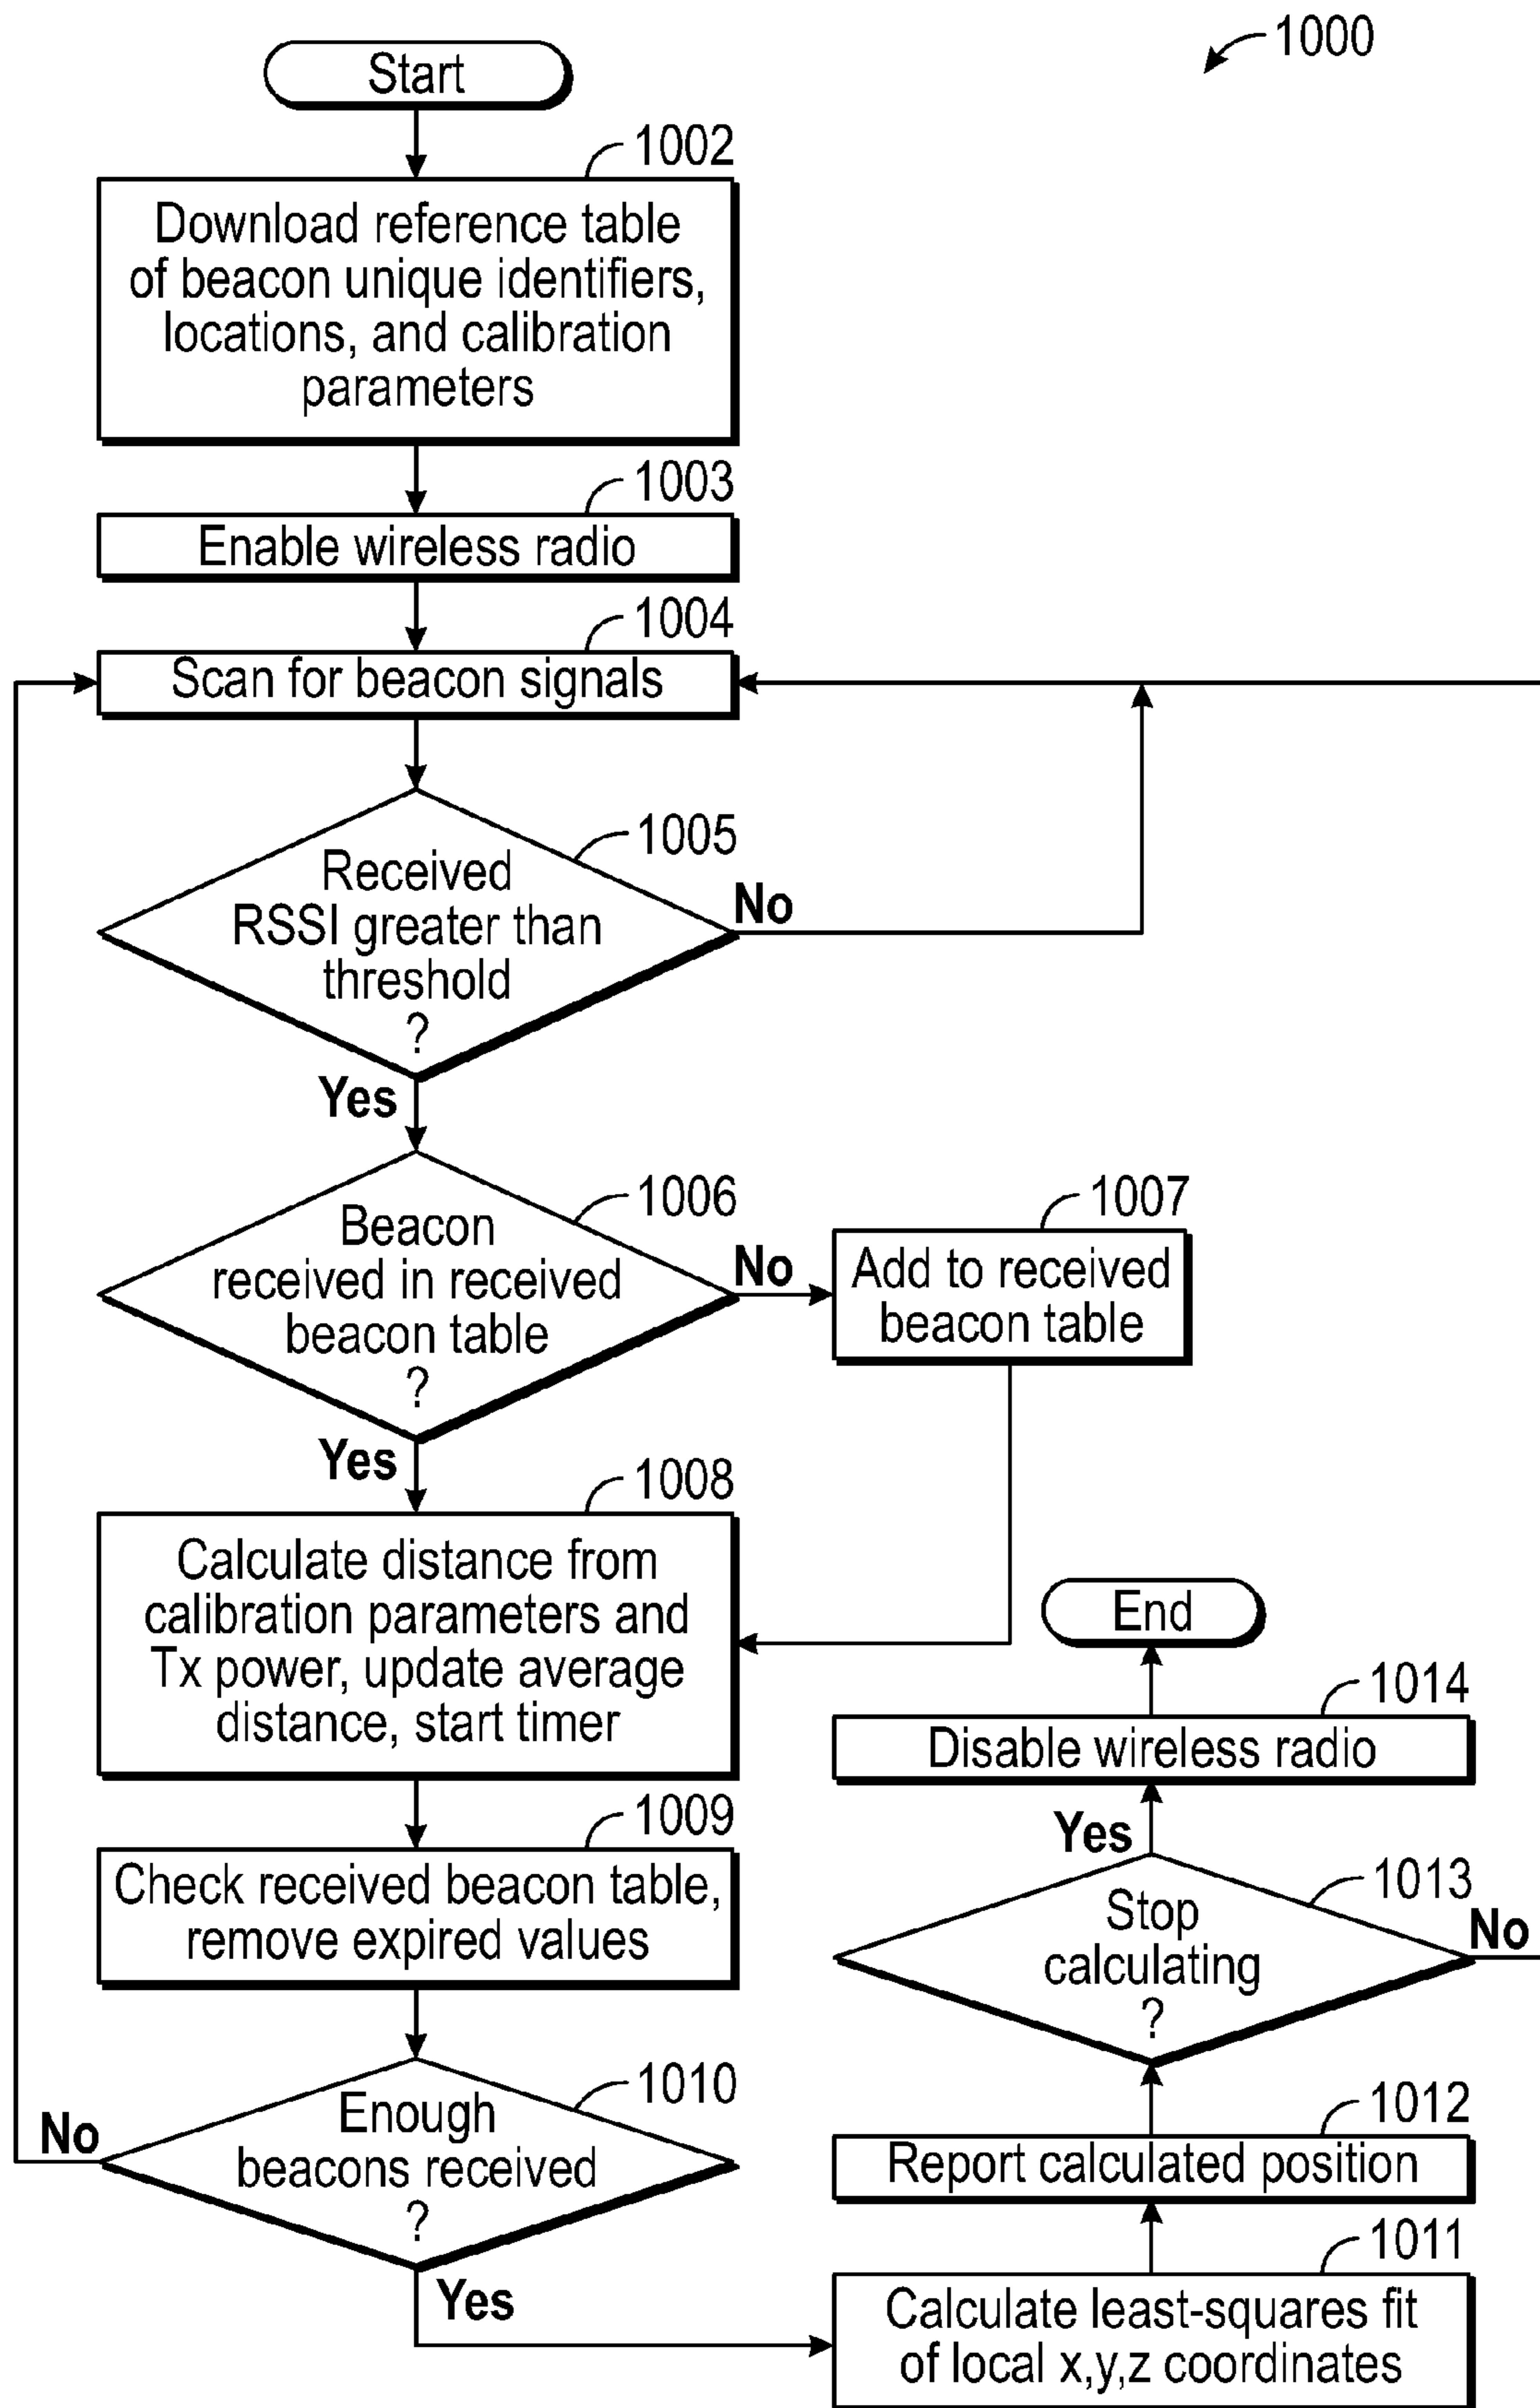 1000
Start
1002
Download reference table
of beacon unique identifiers,
locations, and calibration
parameters
1003
Enable wireless radio
1004
Scan for beacon signals
1005
Received
RSSI greater than
threshold
?
No
Yes
1006
Beacon
received in received
beacon table
?
No
1007
Add to received
beacon table
Yes
1008
Calculate distance from
calibration parameters and
Tx power, update average
distance, start timer
1009
Check received beacon table,
remove expired values
1010
Enough
beacons received
?
No
Yes
1011
Calculate least-squares fit
of local x,y,z coordinates
1012
Report calculated position
1013
Stop
calculating
?
No
Yes
1014
Disable wireless radio
End